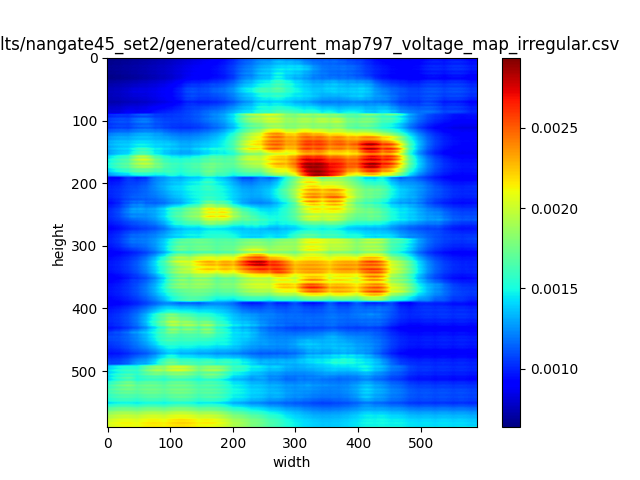 lts/nangate45_set2/generated/current_map797_voltage_map_irregular.csv
0
100
200
300
400
500
height
0 100 200 300 400 500
width
0.0025
0.0020
0.0015
0.0010